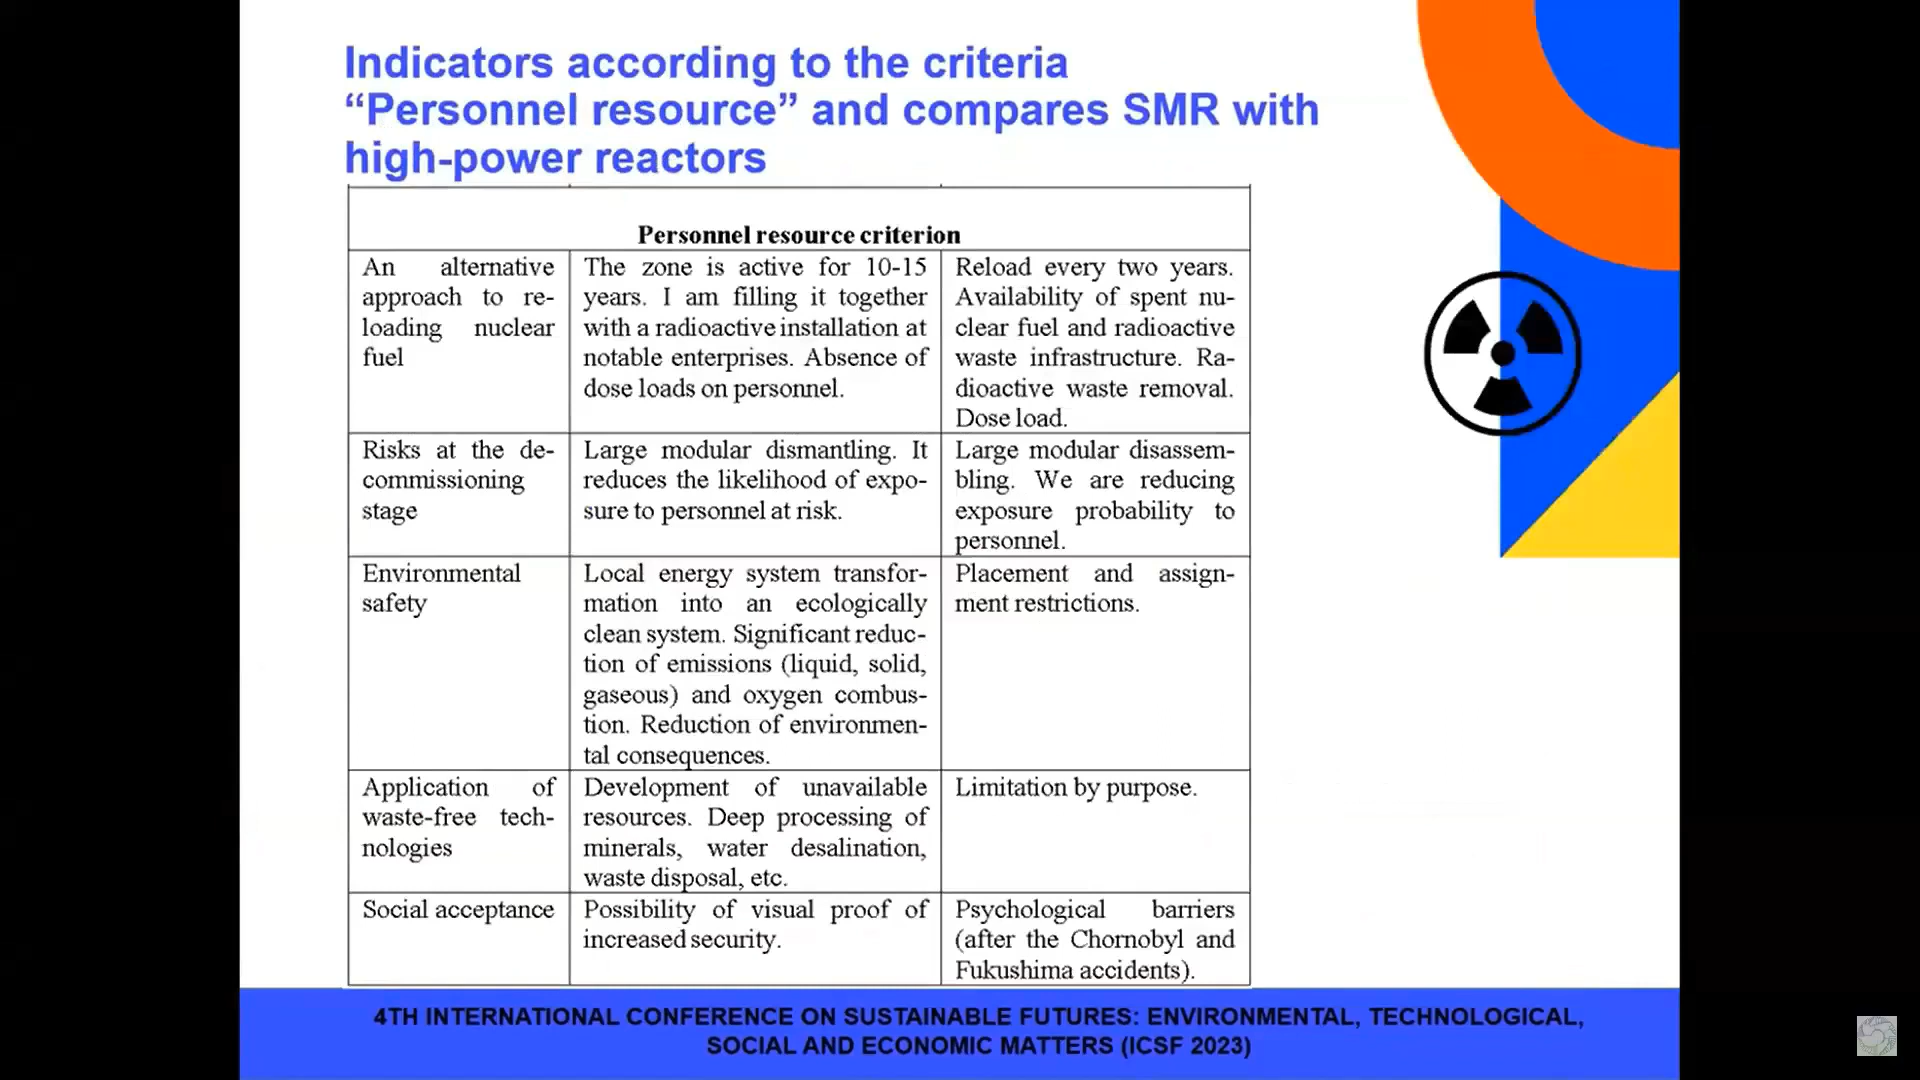 Indicators according to the criteria
“Personnel resource” and compares SMR with
high-power reactors
Personnel resource criterion
An alternative
approach to re-
loading nuclear
fuel
The zone is active for 10-15
years. I am filling it together
with a radioactive installation at
notable enterprises. Absence of
dose loads on personnel.
Reload every two years.
Availability of spent nu-
clear fuel and radioactive
waste infrastructure. Ra-
dioactive waste removal.
Dose load.
Risks at the de-
commissioning
stage
Large modular dismantling. It
reduces the likelihood of expo-
sure to personnel at risk.
Large modular disassem-
bling. We are reducing
exposure probability to
personnel.
Environmental
safety
Local energy system transfor-
mation into an ecologically
clean system. Significant reduc-
tion of emissions (liquid, solid,
gaseous) and oxygen combus-
tion. Reduction of environmen-
tal consequences.
Placement and assign-
ment restrictions.
Application of
waste-free tech-
nologies
Development of unavailable
resources. Deep processing of
minerals, water desalination,
waste disposal, etc.
Limitation by purpose.
Social acceptance
Possibility of visual proof of
increased security.
Psychological barriers
(after the Chornobyl and
Fukushima accidents).
4TH INTERNATIONAL CONFERENCE ON SUSTAINABLE FUTURES: ENVIRONMENTAL, TECHNOLOGICAL,
SOCIAL AND ECONOMIC MATTERS (ICSF 2023)